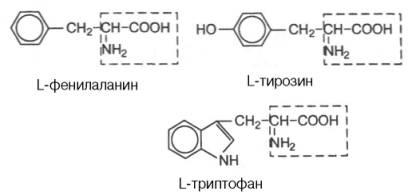 CH₂ CH COOH
NH₂
L-фенилаланин
HO CH₂ CH COOH
NH₂
L-тирозин
CH₂ CH COOH
NH₂
NH
L-триптофан